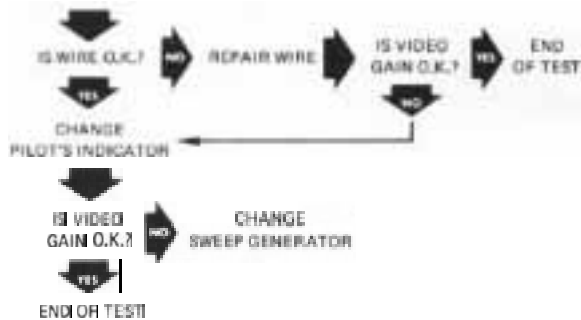 IS WIRE O.K.?
NO
REPAIR WIRE
IS VIDEO
GAIN O.K.?
YES
END
OF TEST
YES
NO
CHANGE
PILOT'S INDICATOR
IS VIDEO
GAIN O.K.?
NO
CHANGE
SWEEP GENERATOR
YES
END OF TEST